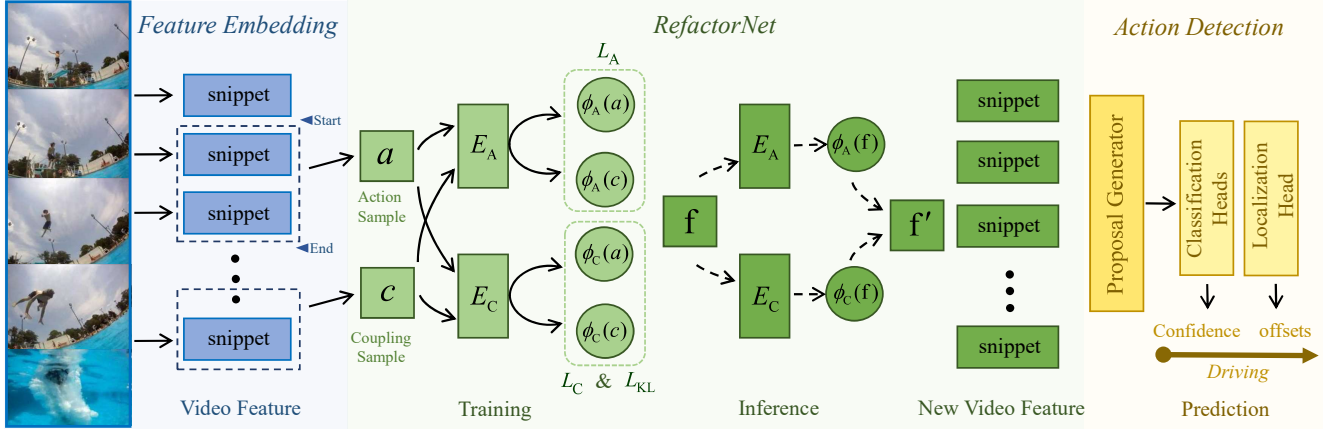 Feature Embedding
RefactorNet
Action Detection
snippet
Start
snippet
snippet
End
snippet
Video Feature
a
Action
Sample
c
Coupling
Sample
E_A
E_C
L_A
ϕ_A(a)
ϕ_A(c)
ϕ_C(a)
ϕ_C(c)
L_C & L_KL
Training
f
E_A
E_C
ϕ_A(f)
ϕ_C(f)
f′
Inference
snippet
snippet
snippet
snippet
New Video Feature
Proposal Generator
Classification
Heads
Localization
Head
Confidence
offsets
Driving
Prediction